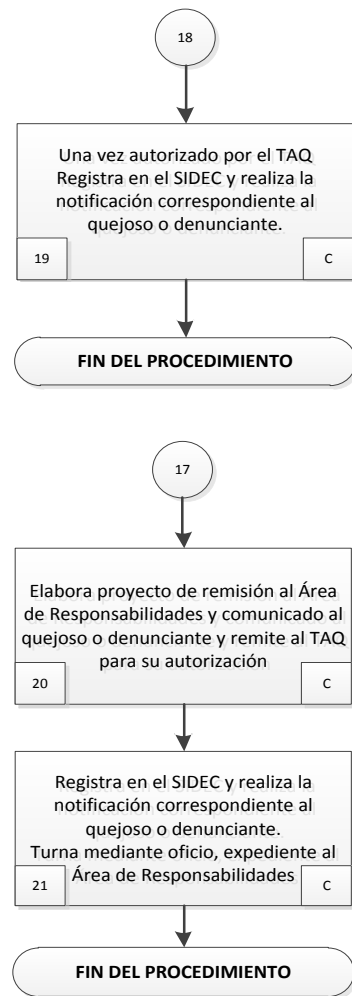 18
Una vez autorizado por el TAQ
Registra en el SIDEC y realiza la
notificación correspondiente al
quejoso o denunciante.
19
C
FIN DEL PROCEDIMIENTO
17
Elabora proyecto de remisión al Área
de Responsabilidades y comunicado al
quejoso o denunciante y remite al TAQ
para su autorización
20
C
Registra en el SIDEC y realiza la
notificación correspondiente al
quejoso o denunciante.
Turna mediante oficio, expediente al
Área de Responsabilidades
21
C
FIN DEL PROCEDIMIENTO